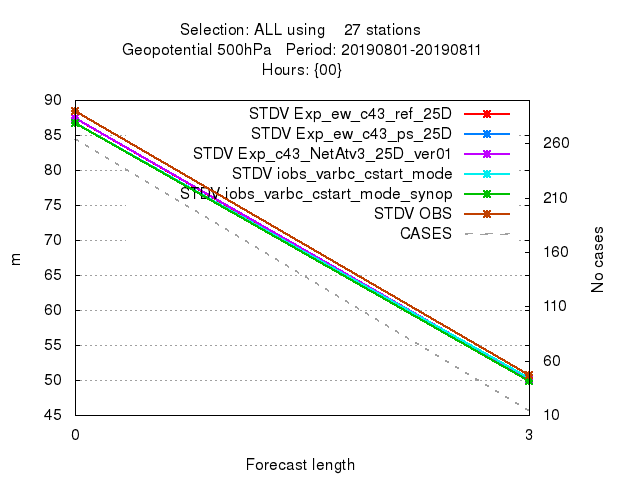 Selection: ALL using    27 stations
Geopotential 500hPa   Period: 20190801-20190811
Hours: {00}
90
85
80
75
70
65
60
55
50
45
m
STDV Exp_ew_c43_ref_25D
STDV Exp_ew_c43_ps_25D
STDV Exp_c43_NetAtv3_25D_ver01
STDV iobs_varbc_cstart_mode
STDV iobs_varbc_cstart_mode_synop
STDV OBS
CASES
260
210
160
110
60
10
No cases
0
3
Forecast length